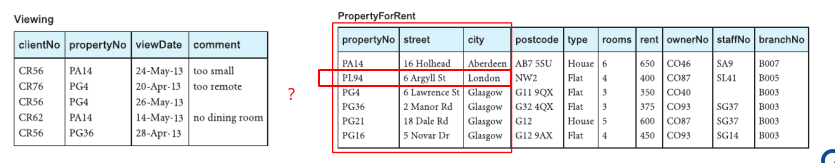 Viewing
clientNo propertyNo viewDate comment
CR56 PA14 24-May-13 too small
CR76 PG4 20-Apr-13 too remote
CR56 PG4 26-May-13
CR62 PA14 14-May-13 no dining room
CR56 PG36 28-Apr-13
?
PropertyForRent
propertyNo street city postcode type rooms rent ownerNo staffNo branchNo
PA14 16 Holhead Aberdeen AB7 5SU House 6 650 CO46 SA9 B007
PL94 6 Argyll St London NW2 Flat 4 400 CO87 SL41 B005
PG4 6 Lawrence St Glasgow G11 9QX Flat 3 350 CO40 B003
PG36 2 Manor Rd Glasgow G32 4QX Flat 3 375 CO93 SG37 B003
PG21 18 Dale Rd Glasgow G12 House 5 600 CO87 SG37 B003
PG16 5 Novar Dr Glasgow G12 9AX Flat 4 450 CO93 SG14 B003